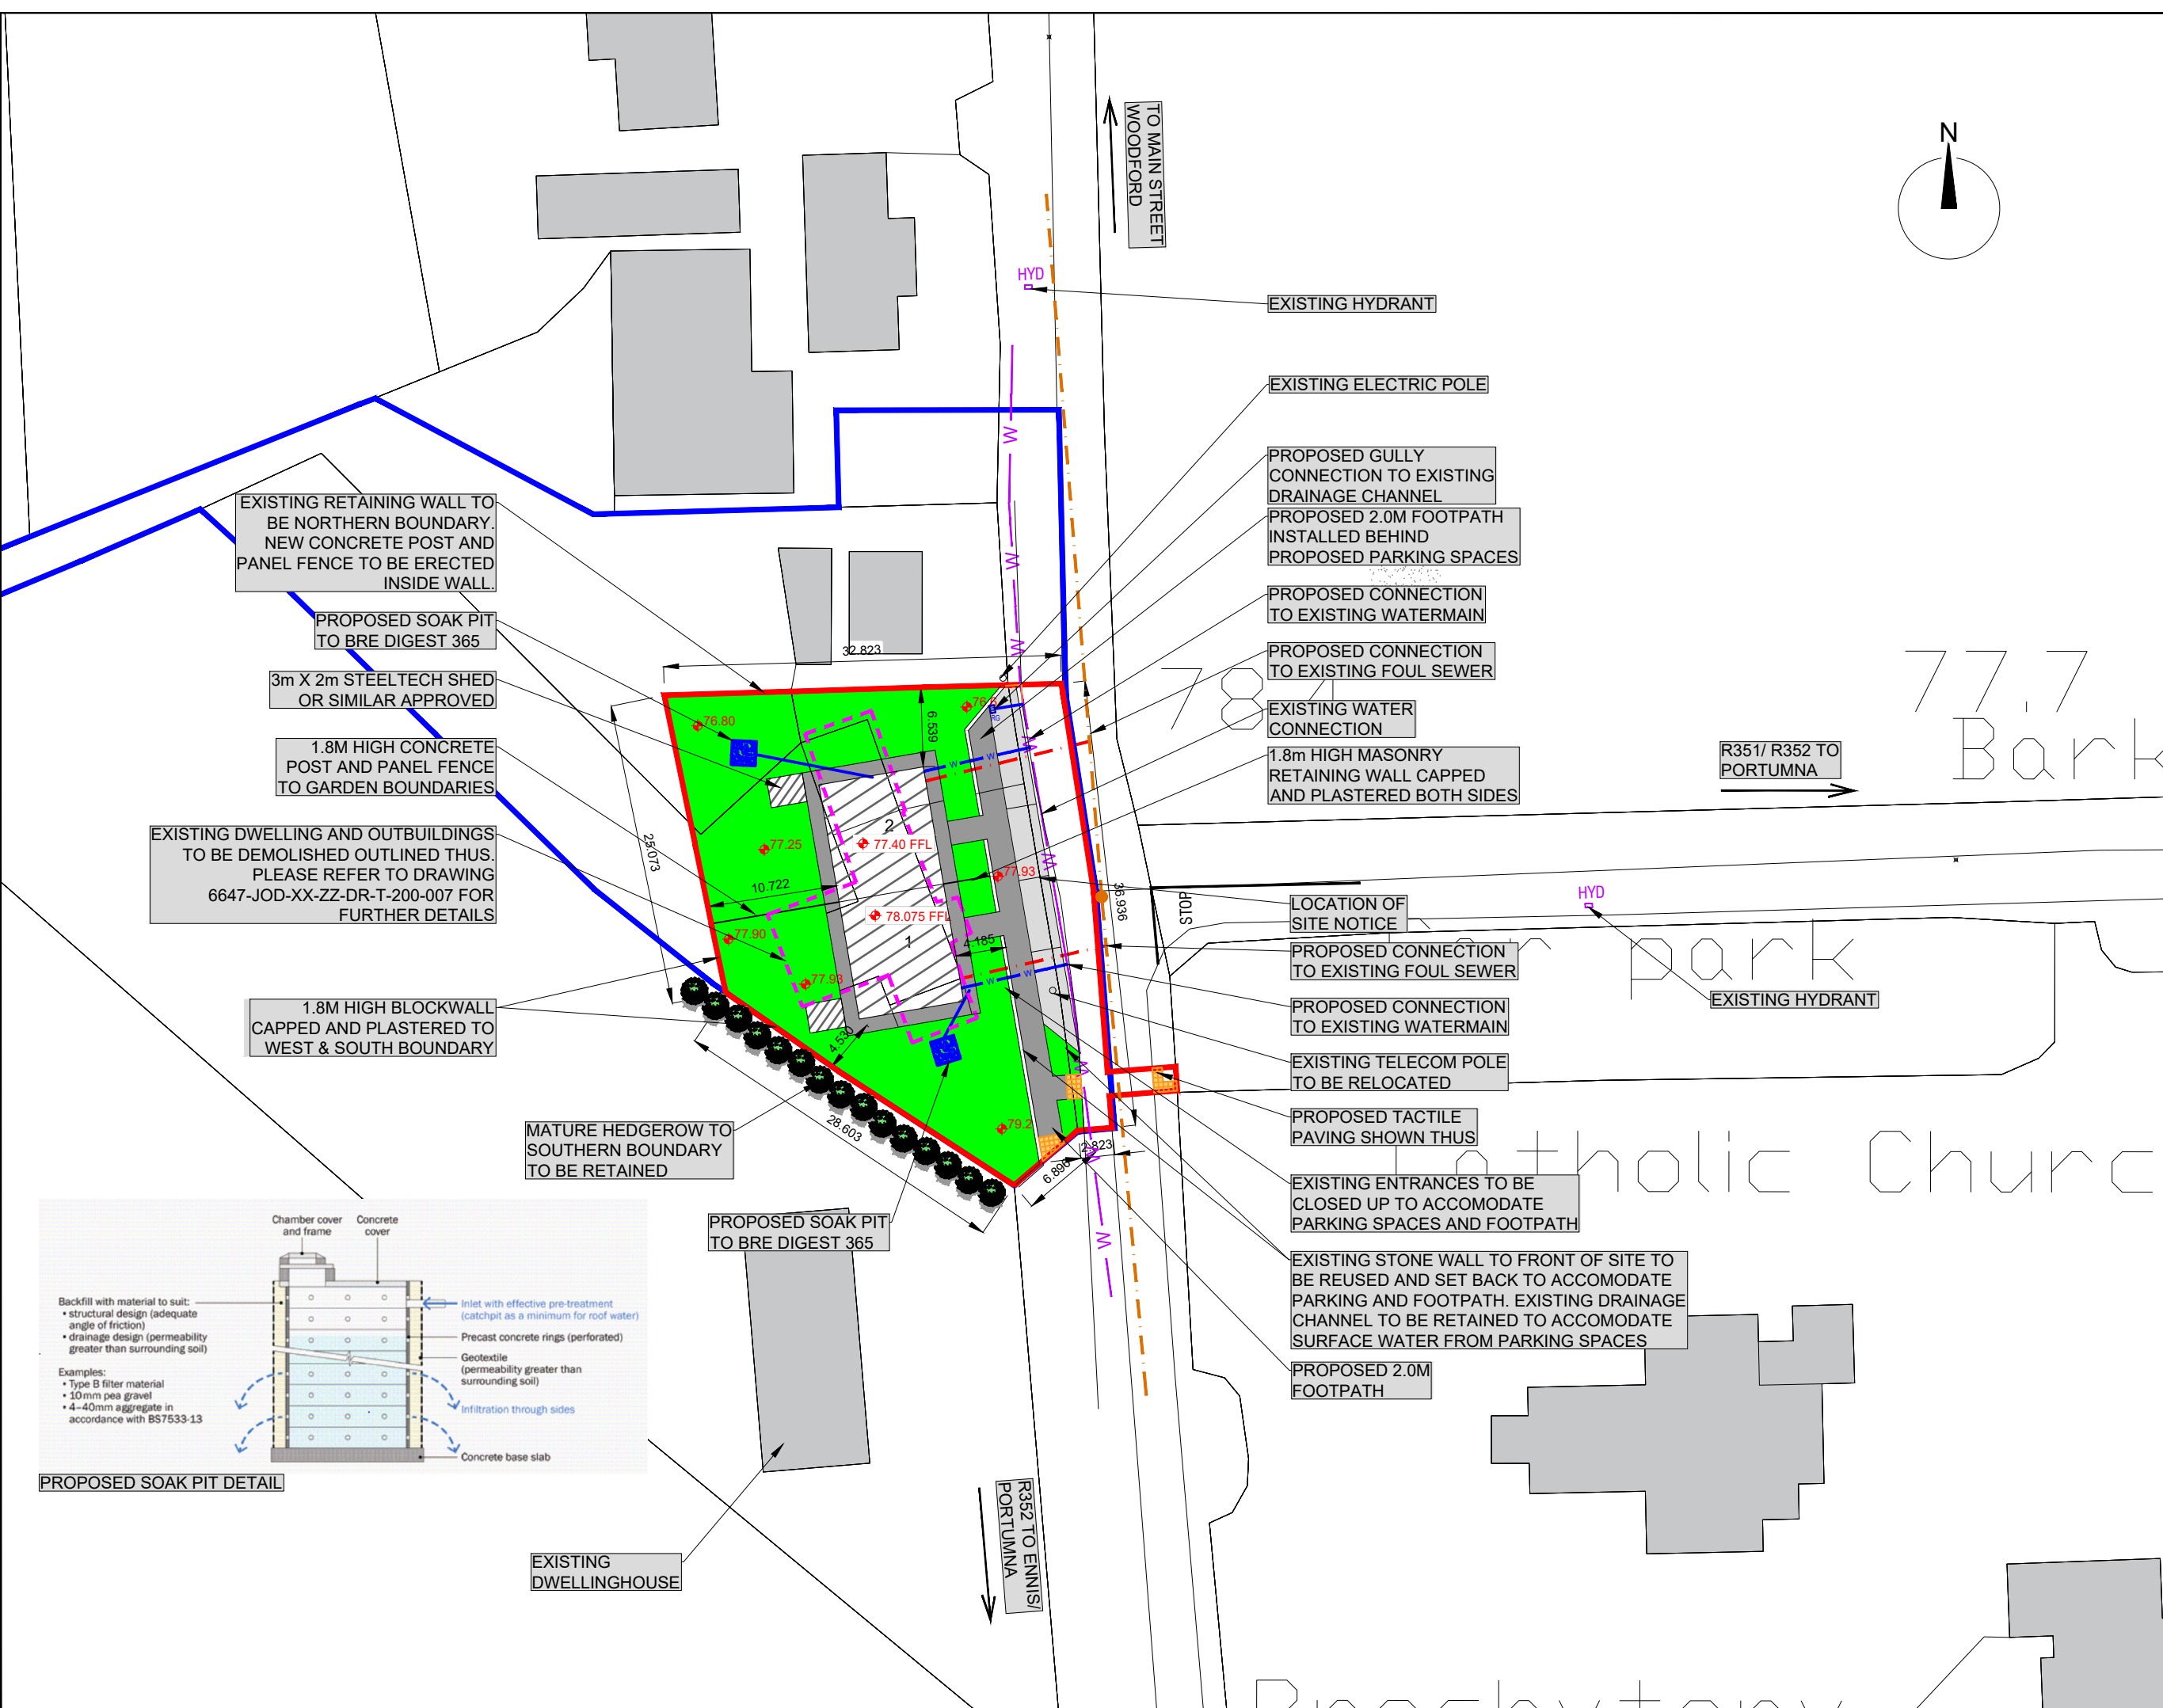 TO MAIN STREET
WOODFORD
N
HYD
EXISTING HYDRANT
EXISTING ELECTRIC POLE
PROPOSED GULLY
CONNECTION TO EXISTING
DRAINAGE CHANNEL
PROPOSED 2.0M FOOTPATH
INSTALLED BEHIND
PROPOSED PARKING SPACES
PROPOSED CONNECTION
TO EXISTING WATERMAIN
PROPOSED CONNECTION
TO EXISTING FOUL SEWER
EXISTING WATER
CONNECTION
1.8m HIGH MASONRY
RETAINING WALL CAPPED
AND PLASTERED BOTH SIDES
EXISTING RETAINING WALL TO
BE NORTHERN BOUNDARY.
NEW CONCRETE POST AND
PANEL FENCE TO BE ERECTED
INSIDE WALL.
PROPOSED SOAK PIT
TO BRE DIGEST 365
3m X 2m STEELTECH SHED
OR SIMILAR APPROVED
1.8M HIGH CONCRETE
POST AND PANEL FENCE
TO GARDEN BOUNDARIES
EXISTING DWELLING AND OUTBUILDINGS
TO BE DEMOLISHED OUTLINED THUS.
PLEASE REFER TO DRAWING
6647-JOD-XX-ZZ-DR-T-200-007 FOR
FURTHER DETAILS
1.8M HIGH BLOCKWALL
CAPPED AND PLASTERED TO
WEST & SOUTH BOUNDARY
W
W
W
W
W
W
W
W
W
32.823
76.80
6.539
RG
W W
25.073
77.25
2
77.40 FFL
10.722
77.93
36.936
78.075 FFL
1
77.90
4.185
77.93
W
4.530
79.2
28.603
2.823
6.896
78
77.7
Bark
R351/ R352 TO
PORTUMNA
STOP
HYD
park
EXISTING HYDRANT
LOCATION OF
SITE NOTICE
PROPOSED CONNECTION
TO EXISTING FOUL SEWER
PROPOSED CONNECTION
TO EXISTING WATERMAIN
EXISTING TELECOM POLE
TO BE RELOCATED
PROPOSED TACTILE
PAVING SHOWN THUS
atholic Churc
EXISTING ENTRANCES TO BE
CLOSED UP TO ACCOMODATE
PARKING SPACES AND FOOTPATH
EXISTING STONE WALL TO FRONT OF SITE TO
BE REUSED AND SET BACK TO ACCOMODATE
PARKING AND FOOTPATH. EXISTING DRAINAGE
CHANNEL TO BE RETAINED TO ACCOMODATE
SURFACE WATER FROM PARKING SPACES
PROPOSED 2.0M
FOOTPATH
MATURE HEDGEROW TO
SOUTHERN BOUNDARY
TO BE RETAINED
PROPOSED SOAK PIT
TO BRE DIGEST 365
EXISTING
DWELLINGHOUSE
R352 TO ENNIS/
PORTUMNA
Chamber cover
and frame
Concrete
cover
Backfill with material to suit:
• structural design (adequate
angle of friction)
• drainage design (permeability
greater than surrounding soil)
Examples:
• Type B filter material
• 10mm pea gravel
• 4–40mm aggregate in
accordance with BS7533-13
Inlet with effective pre-treatment
(catchpit as a minimum for roof water)
Precast concrete rings (perforated)
Geotextile
(permeability greater than
surrounding soil)
Infiltration through sides
Concrete base slab
PROPOSED SOAK PIT DETAIL